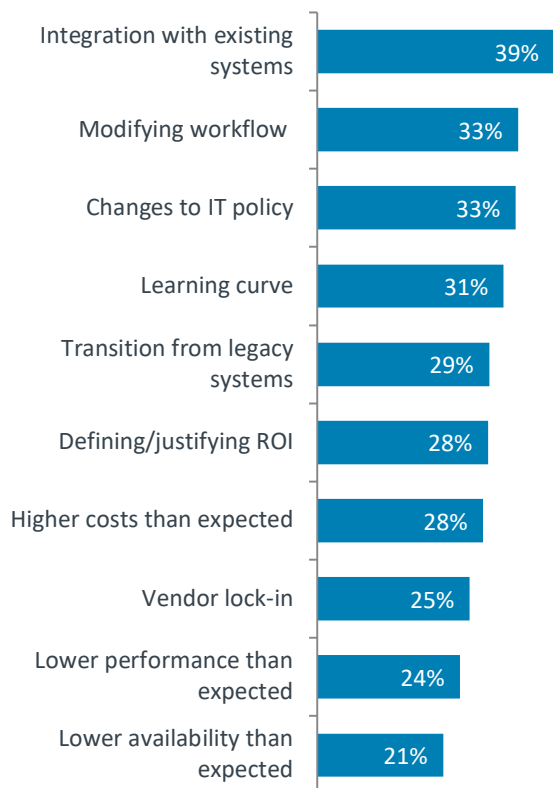 Integration with existing
systems
39%
Modifying workflow
33%
Changes to IT policy
33%
Learning curve
31%
Transition from legacy
systems
29%
Defining/justifying ROI
28%
Higher costs than expected
28%
Vendor lock-in
25%
Lower performance than
expected
24%
Lower availability than
expected
21%